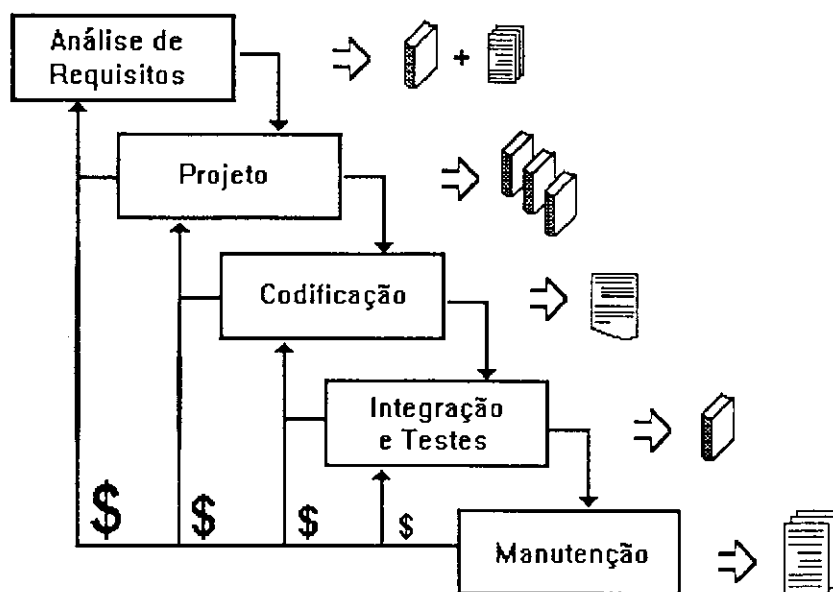 Análise de
Requisitos
+
Projeto
Codificação
Integração
e Testes
$ $ $ $
Manutenção